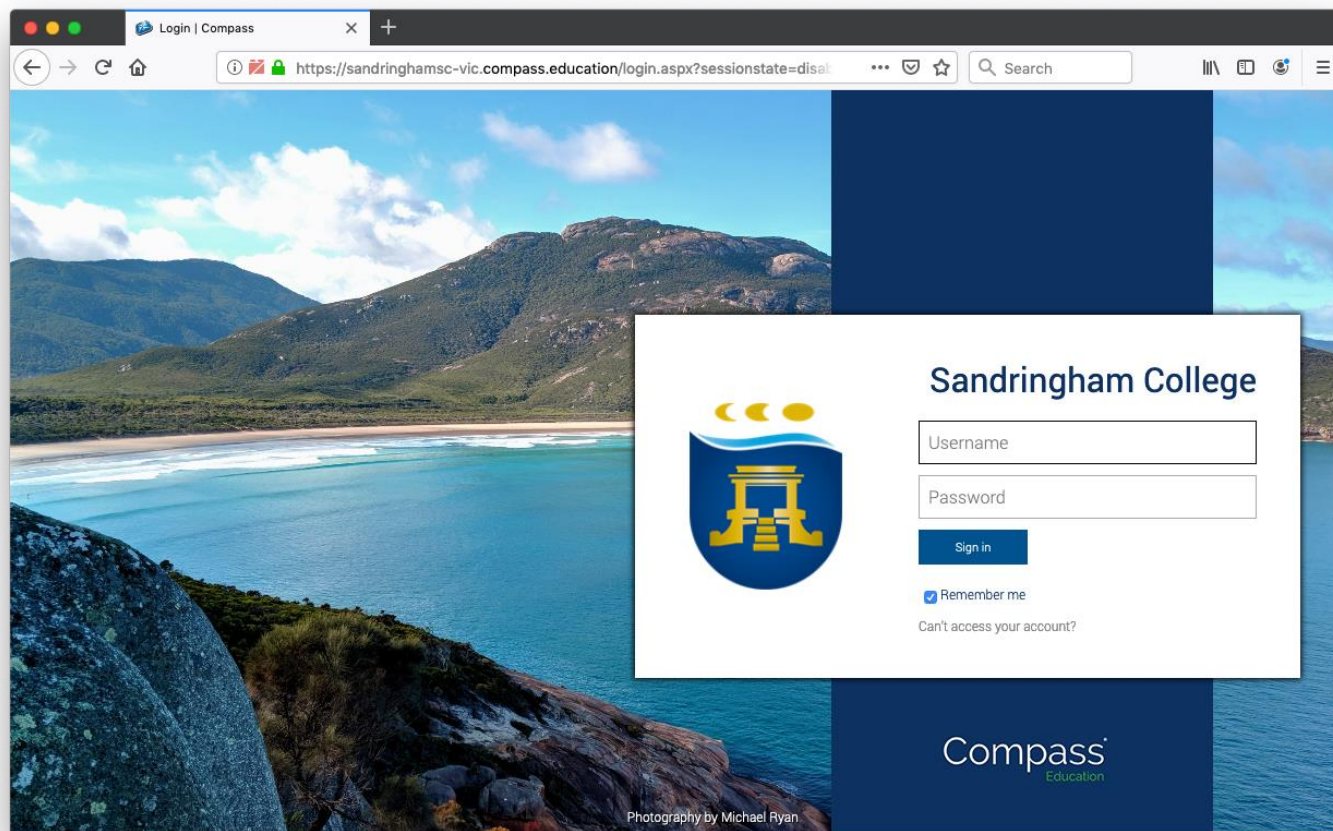 Login | Compass
https://sandringhamsc-vic.compass.education/login.aspx?sessionstate=disab
Search
Sandringham College
Username
Password
Sign in
Remember me
Can't access your account?
Compass
Education
Photography by Michael Ryan